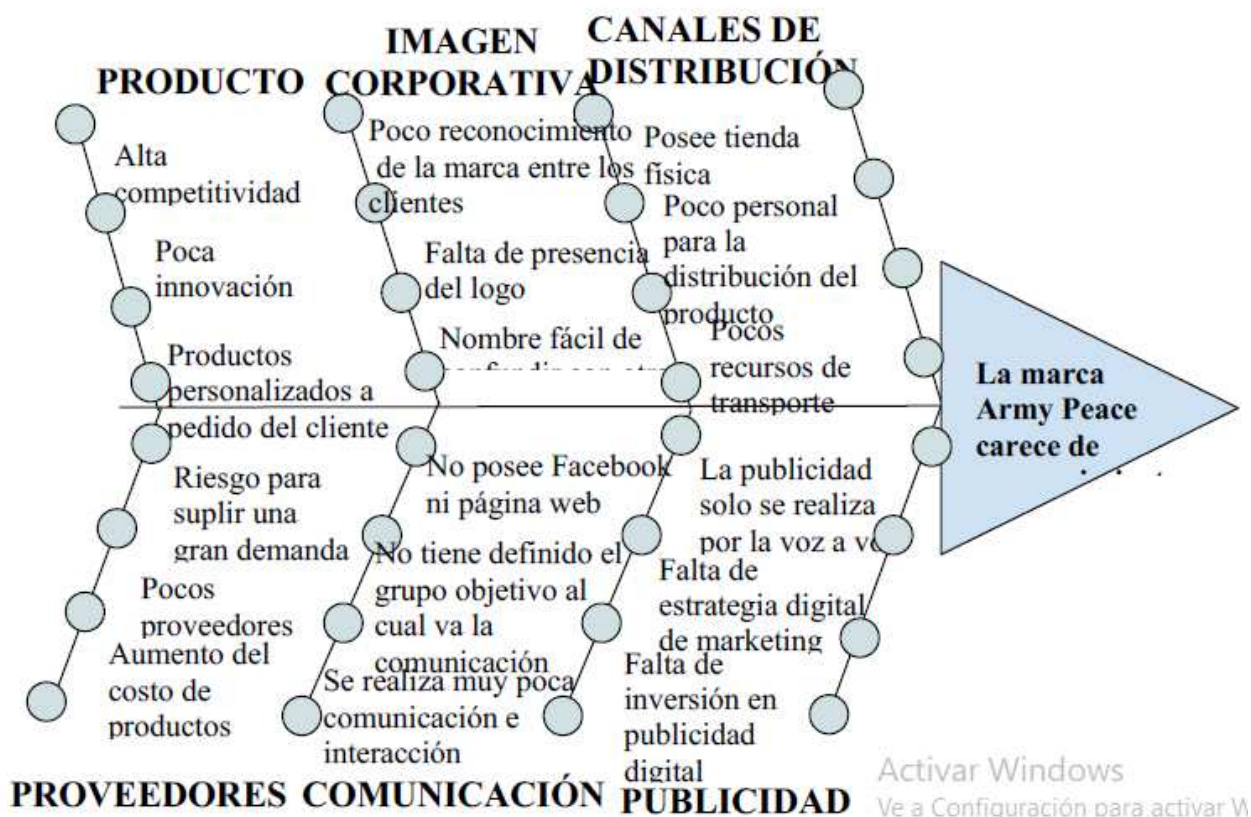 PRODUCTO
Alta
competitividad
Poca
innovación
Productos
personalizados a
pedido del cliente
IMAGEN
CORPORATIVA
Poco reconocimiento
de la marca entre los
clientes
Falta de presencia
del logo
Nombre fácil de
CANALES DE
DISTRIBUCIÓN
Posee tienda
física
Poco personal
para la
distribución del
producto
Pocos
recursos de
transporte
La marca
Army Peace
carece de
Riesgo para
suplir una
gran demanda
Pocos
proveedores
Aumento del
costo de
productos
PROVEEDORES
No posee Facebook
ni página web
No tiene definido el
grupo objetivo al
cual va la
comunicación
Se realiza muy poca
comunicación e
interacción
COMUNICACIÓN
La publicidad
solo se realiza
por la voz a
Falta de
estrategia digital
de marketing
Falta de
inversión en
publicidad
digital
PUBLICIDAD
Activar Windows
Ve a Configuración para activar